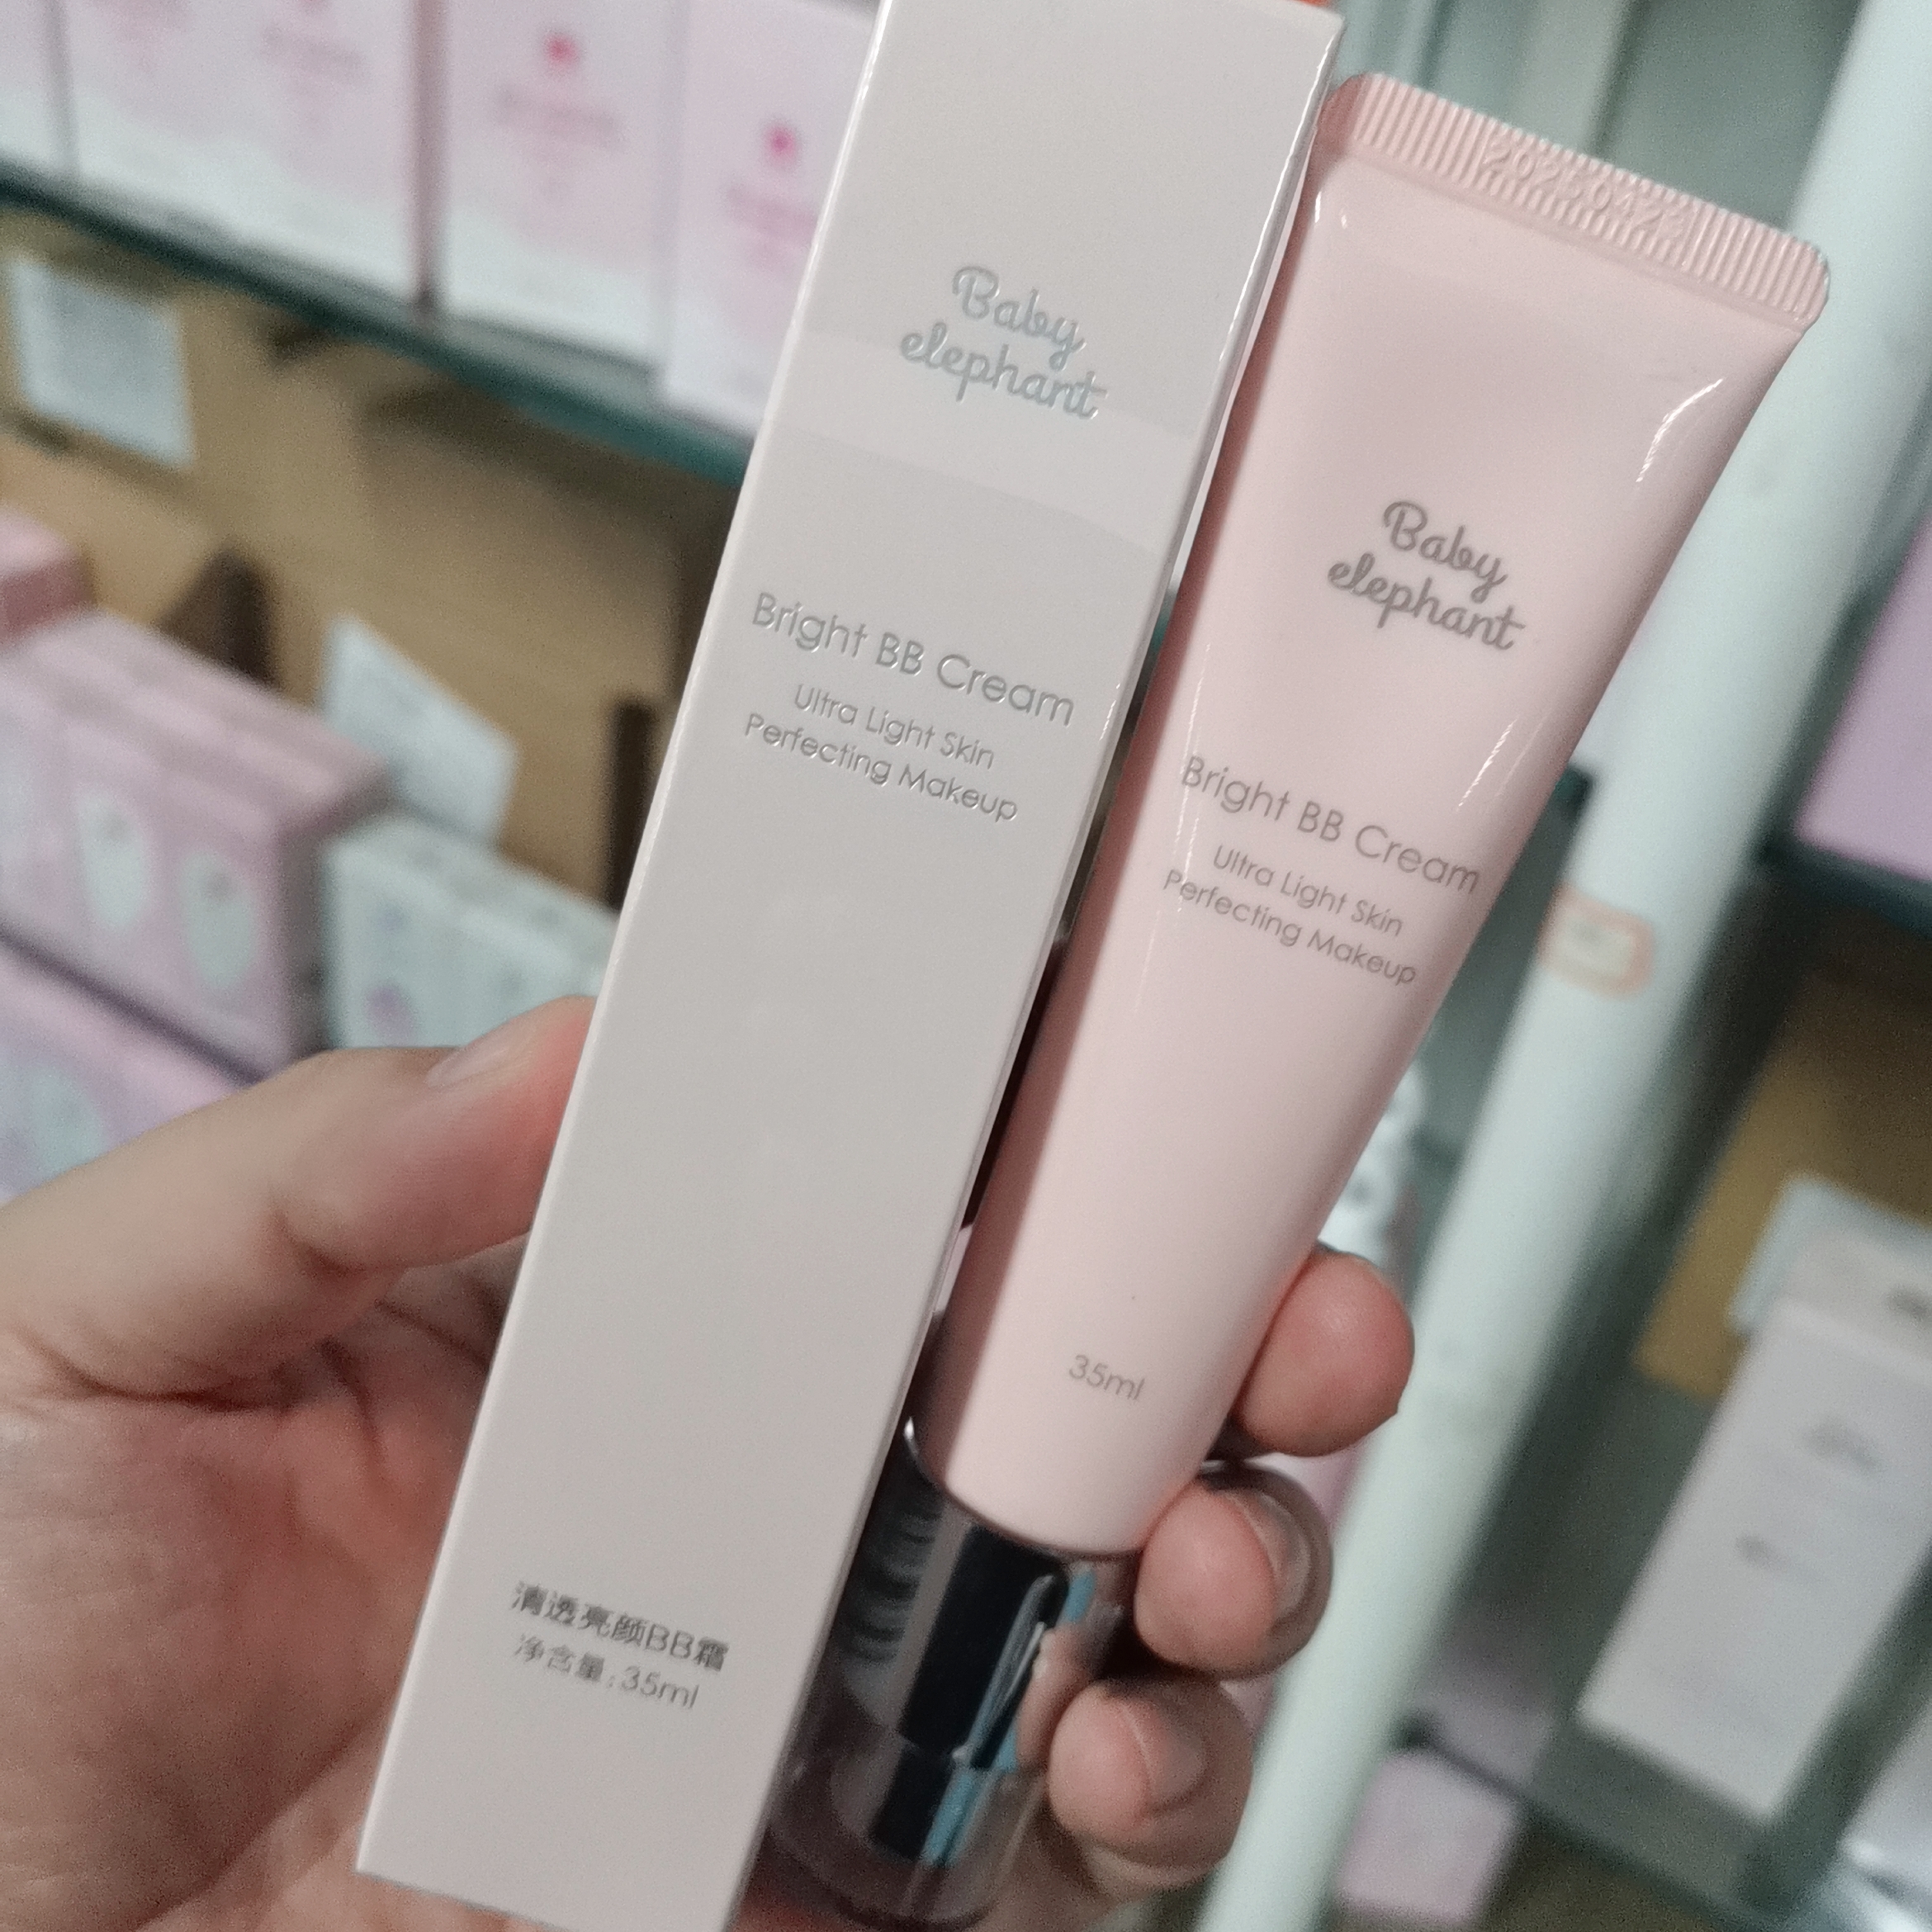 Baby
elephant
Bright BB Cream
Ultra Light Skin
Perfecting Makeup
清透亮颜BB霜
净含量:35ml
Baby
elephant
Bright BB Cream
Ultra Light Skin
Perfecting Makeup
35ml